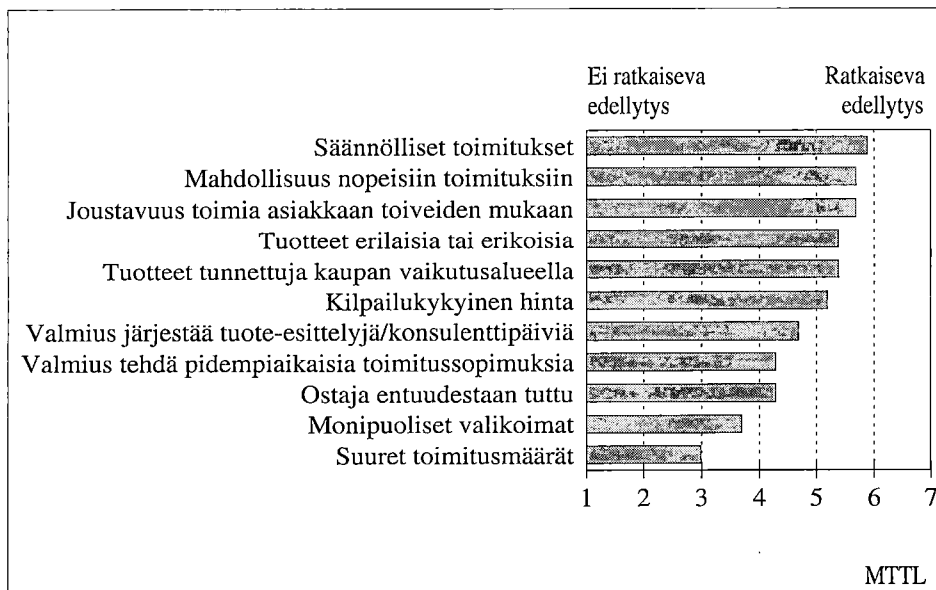 Ei ratkaiseva Ratkaiseva
edellytys edellytys
Säännölliset toimitukset
Mahdollisuus nopeisiin toimituksiin
Joustavuus toimia asiakkaan toiveiden mukaan
Tuotteet erilaisia tai erikoisia
Tuotteet tunnettuja kaupan vaikutusalueella
Kilpailukykyinen hinta
Valmius järjestää tuote-esittelyjä/konsulenttipäiviä
Valmius tehdä pidempiaikaisia toimitussopimuksia
Ostaja entuudestaan tuttu
Monipuoliset valikoimat
Suuret toimitusmäärät
1 2 3 4 5 6 7
MTTL